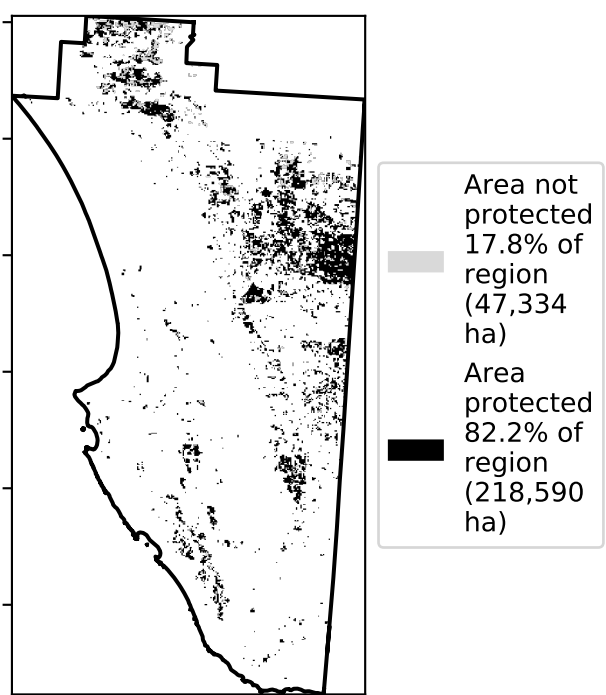 Area not
protected
17.8% of
region
(47,334
ha)
Area
protected
82.2% of
region
(218,590
ha)